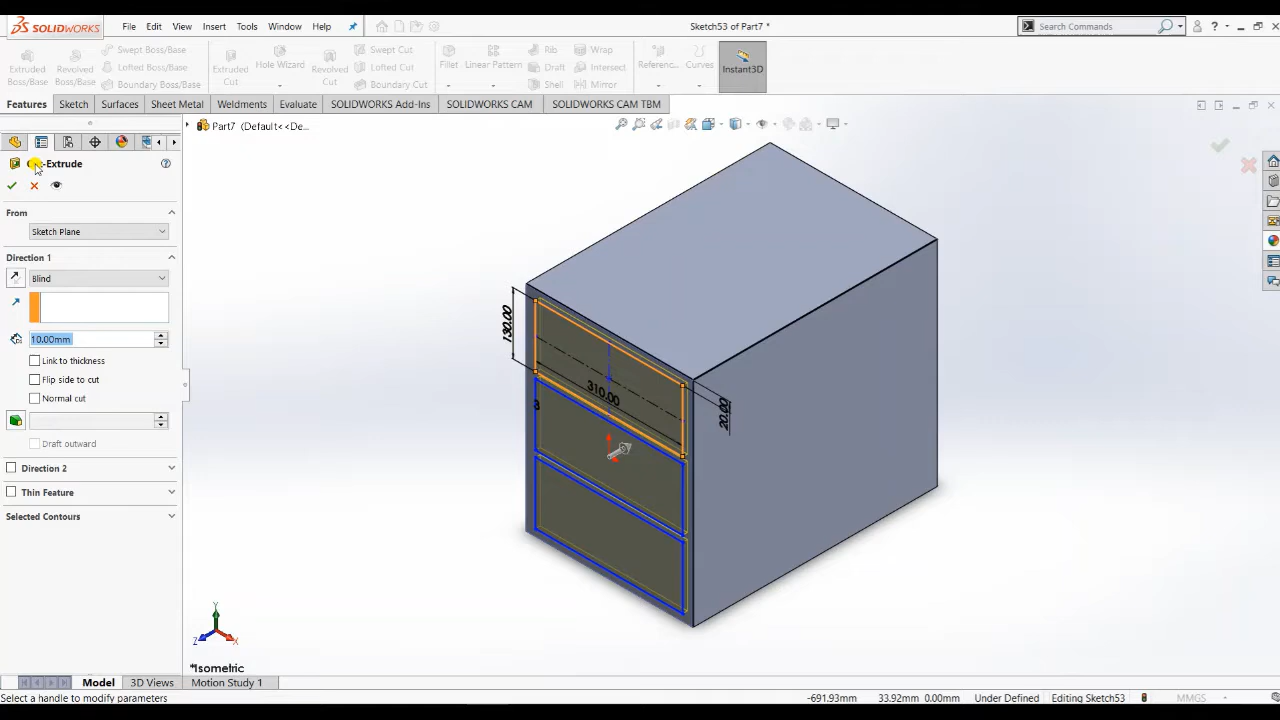 SOLIDWORKS File Edit View Insert Tools Window Help Sketch53 of Part7 * Search Commands
Extruded Boss/Base Revolved Boss/Base Swept Boss/Base Lofted Boss/Base Boundary Boss/Base Extruded Cut Hole Wizard Revolved Cut Swept Cut Lofted Cut Boundary Cut Fillet Linear Pattern Rib Draft Shell Wrap Intersect Mirror Referenc... Curves Instant3D
Features Sketch Surfaces Sheet Metal Weldments Evaluate SOLIDWORKS Add-Ins SOLIDWORKS CAM SOLIDWORKS CAM TBM
Part7 (Default<<De...
-Extrude
From
Sketch Plane
Direction 1
Blind
10.00mm
Link to thickness
Flip side to cut
Normal cut
Draft outward
Direction 2
Thin Feature
Selected Contours
130.00
310.00
20.00
3
Y
Z
X
*Isometric
Model 3D Views Motion Study 1
Select a handle to modify parameters -691.93mm 33.92mm 0.00mm Under Defined Editing Sketch53 MMGS